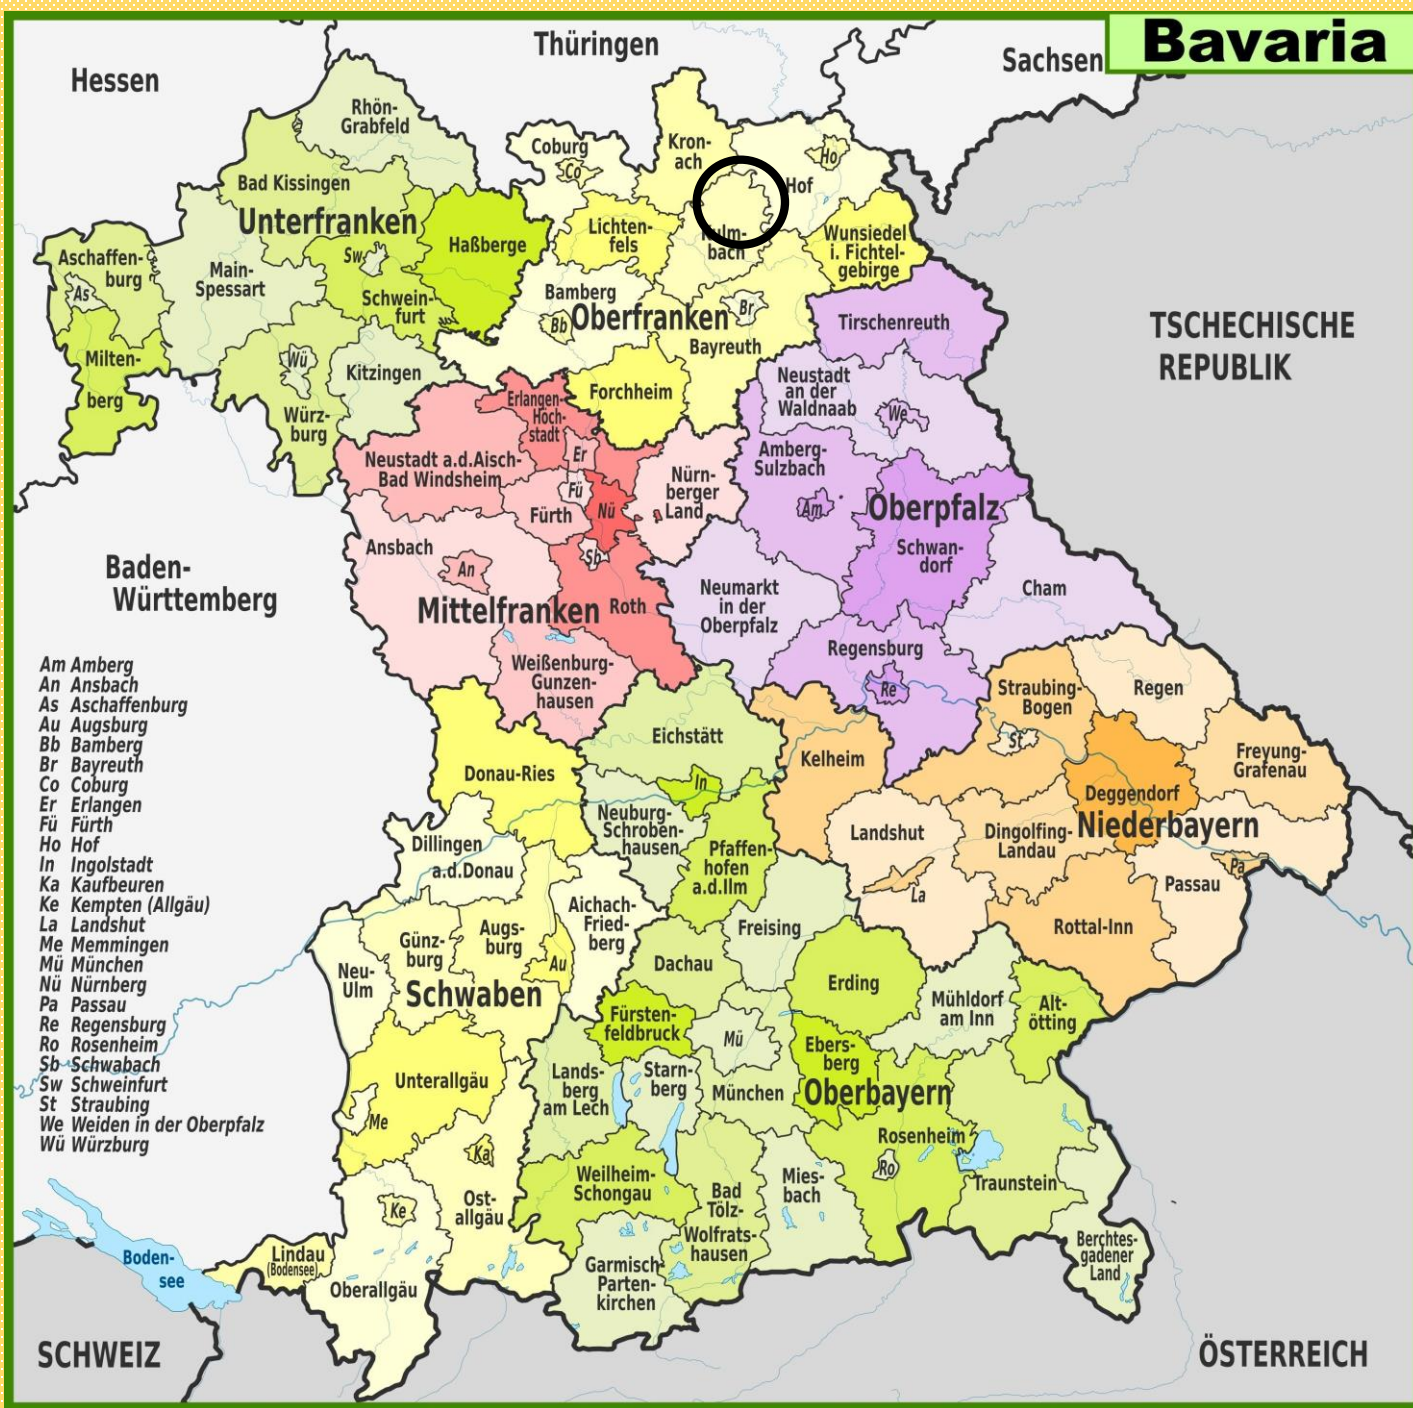 Bavaria
Thüringen
Sachsen
Hessen
Rhön-
Grabfeld
Coburg
Co
Kron-
ach
Ho
Hof
Bad Kissingen
Unterfranken
Haßberge
Lichten-
fels
bach
Wunsiedel
i. Fichtel-
gebirge
Aschaffen-
burg
As
Main-
Spessart
Sw
Schwein-
furt
Bamberg
Bb
Oberfranken
Br
Bayreuth
Tirschenreuth
TSCHECHISCHE
REPUBLIK
Milten-
berg
Wü
Kitzingen
Würz-
burg
Forchheim
Neustadt
an der
Waldnaab
We
Erlangen-
Höch-
stadt
Er
Neustadt a.d.Aisch-
Bad Windsheim
Nürn-
berger
Land
Amberg-
Sulzbach
Am
Oberpfalz
Fü
Fürth
Nü
Ansbach
An
Sb
Schwan-
dorf
Cham
Baden-
Württemberg
Mittelfranken
Roth
Neumarkt
in der
Oberpfalz
Regensburg
Re
Weißenburg-
Gunzen-
hausen
Straubing-
Bogen
St
Regen
Am Amberg
An Ansbach
As Aschaffenburg
Au Augsburg
Bb Bamberg
Br Bayreuth
Co Coburg
Er Erlangen
Fü Fürth
Ho Hof
In Ingolstadt
Ka Kaufbeuren
Ke Kempten (Allgäu)
La Landshut
Me Memmingen
Mü München
Nü Nürnberg
Pa Passau
Re Regensburg
Ro Rosenheim
Sb Schwabach
Sw Schweinfurt
St Straubing
We Weiden in der Oberpfalz
Wü Würzburg
Eichstätt
Kelheim
Freyung-
Grafenau
Donau-Ries
In
Deggendorf
Niederbayern
Neuburg-
Schroben-
hausen
Landshut
La
Dingolfing-
Landau
Dillingen
a.d.Donau
Pfaffen-
hofen
a.d.Ilm
Pa
Passau
Aichach-
Fried-
berg
Freising
Rottal-Inn
Günz-
burg
Augs-
burg
Au
Neu-
Ulm
Schwaben
Dachau
Erding
Mühldorf
am Inn
Alt-
ötting
Fürsten-
feldbruck
Mü
Ebers-
berg
Oberbayern
Unterallgäu
Lands-
berg
am Lech
Starn-
berg
München
Me
Ka
Rosenheim
Ro
Traunstein
Weilheim-
Schongau
Bad
Tölz-
Wolfrats-
hausen
Mies-
bach
Ke
Ost-
allgäu
Berchtes-
gadener
Land
Boden-
see
Lindau
(Bodensee)
Oberallgäu
Garmisch-
Parten-
kirchen
SCHWEIZ
ÖSTERREICH